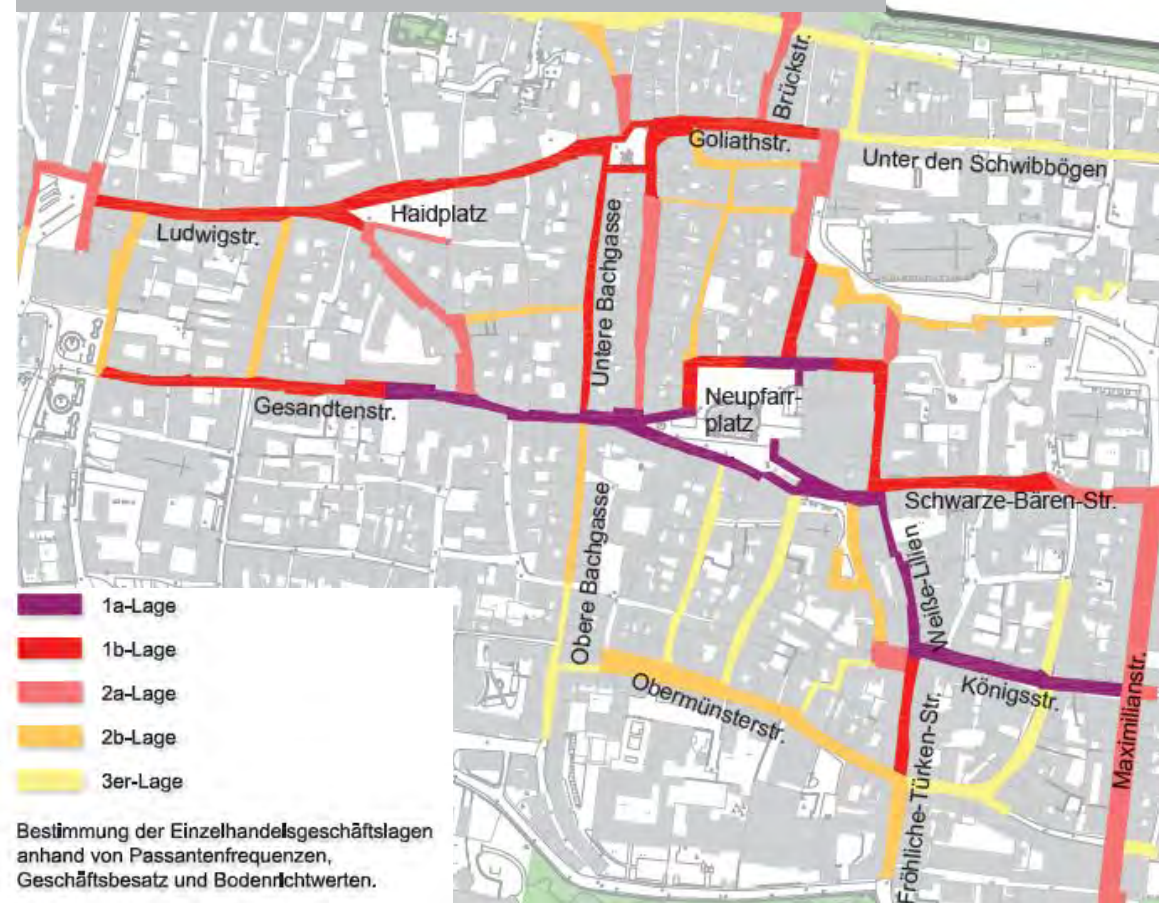 Brückstr.
Goliathstr.
Unter den Schwibbögen
Haidplatz
Ludwigstr.
Untere Bachgasse
Gesandtenstr.
Neupfarr-
platz
Schwarze-Bären-Str.
Weiße-Lilien
Obere Bachgasse
Obermünsterstr.
Königsstr.
Maximilianstr.
Fröhliche-Türken-Str.
1a-Lage
1b-Lage
2a-Lage
2b-Lage
3er-Lage
Bestimmung der Einzelhandelsgeschäftslagen
anhand von Passantenfrequenzen,
Geschäftsbesatz und Bodenrichtwerten.